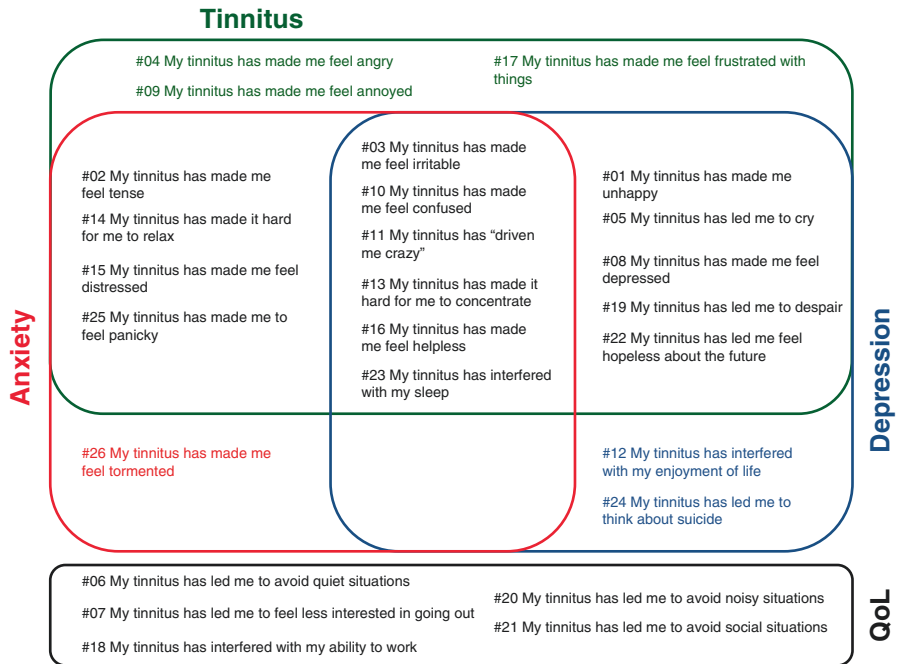 Tinnitus
#04 My tinnitus has made me feel angry
#09 My tinnitus has made me feel annoyed
#17 My tinnitus has made me feel frustrated with
things
Anxiety
#02 My tinnitus has made me
feel tense
#14 My tinnitus has made it hard
for me to relax
#15 My tinnitus has made me feel
distressed
#25 My tinnitus has made me to
feel panicky
#03 My tinnitus has made
me feel irritable
#10 My tinnitus has made
me feel confused
#11 My tinnitus has “driven
me crazy”
#13 My tinnitus has made it
hard for me to concentrate
#16 My tinnitus has made
me feel helpless
#23 My tinnitus has interfered
with my sleep
#01 My tinnitus has made me
unhappy
#05 My tinnitus has led me to cry
#08 My tinnitus has made me feel
depressed
#19 My tinnitus has led me to despair
#22 My tinnitus has led me feel
hopeless about the future
Depression
#26 My tinnitus has made me
feel tormented
#12 My tinnitus has interfered
with my enjoyment of life
#24 My tinnitus has led me to
think about suicide
#06 My tinnitus has led me to avoid quiet situations
#07 My tinnitus has led me to feel less interested in going out
#18 My tinnitus has interfered with my ability to work
#20 My tinnitus has led me to avoid noisy situations
#21 My tinnitus has led me to avoid social situations
QoL